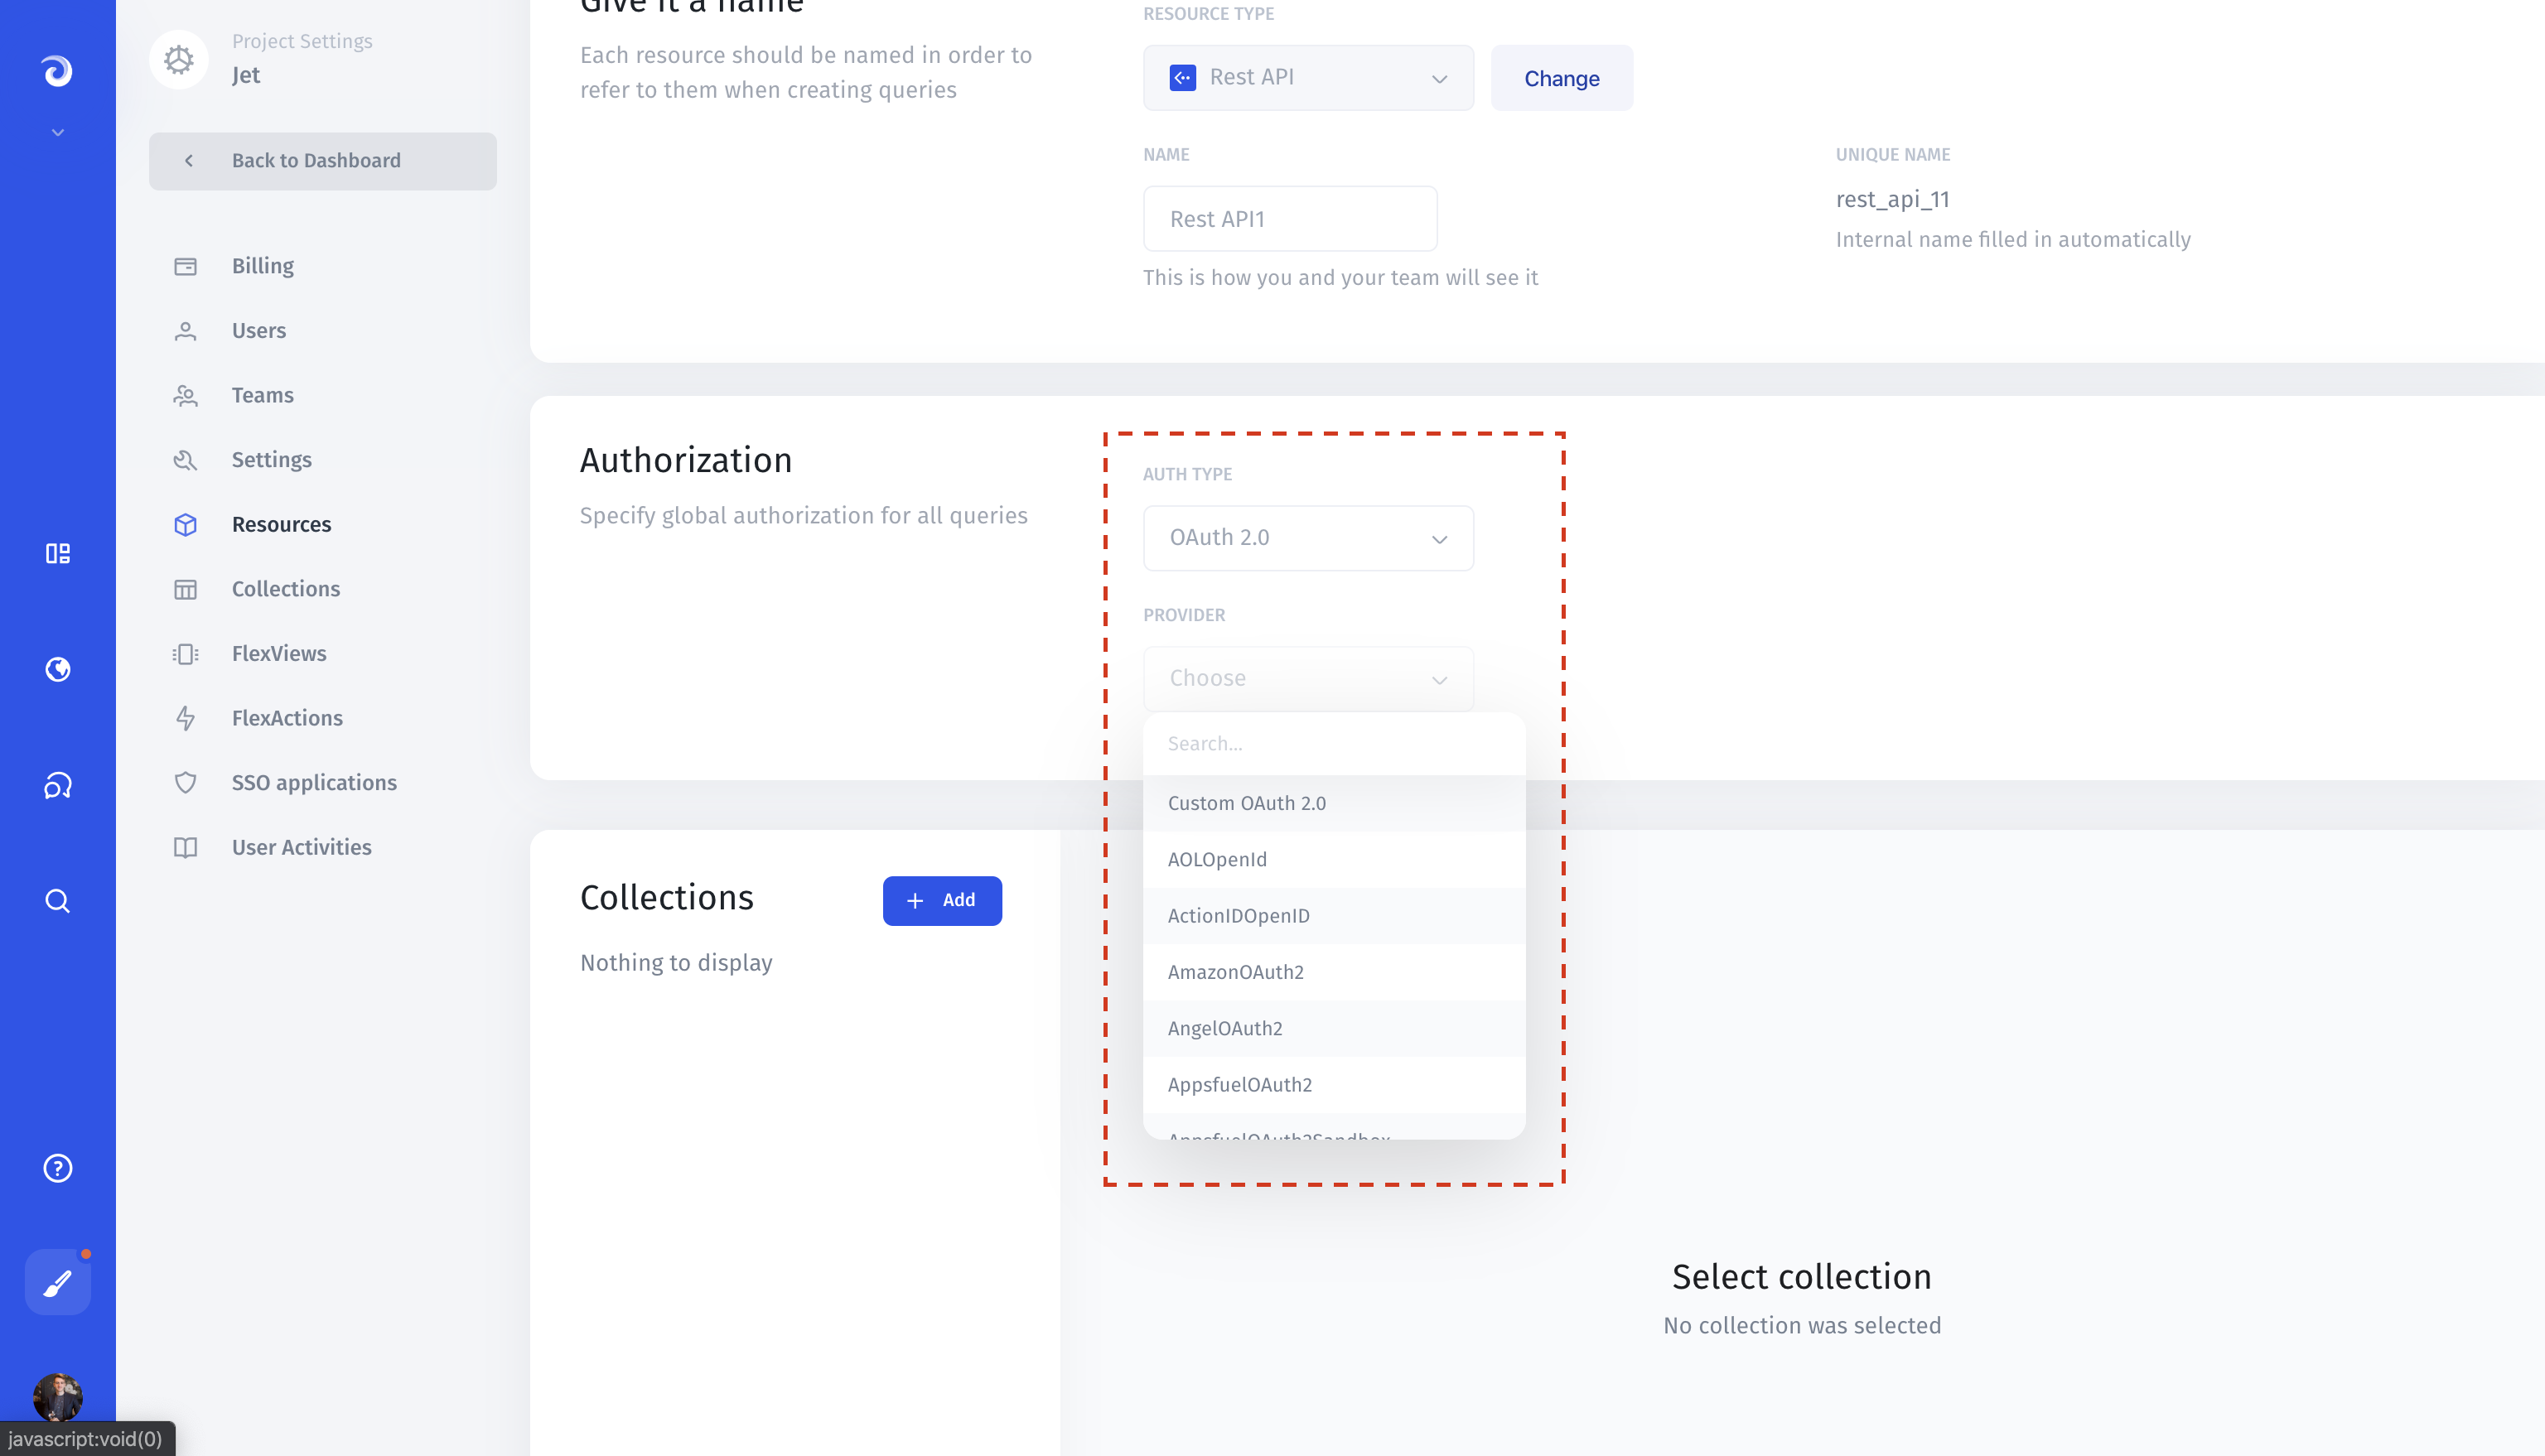 Project Settings
Jet
Back to Dashboard
Billing
Users
Teams
Settings
Resources
Collections
FlexViews
FlexActions
SSO applications
User Activities
Give it a name
Each resource should be named in order to
refer to them when creating queries
RESOURCE TYPE
Rest API
Change
NAME
Rest API1
This is how you and your team will see it
UNIQUE NAME
rest_api_11
Internal name filled in automatically
Authorization
Specify global authorization for all queries
AUTH TYPE
OAuth 2.0
PROVIDER
Choose
Search...
Custom OAuth 2.0
AOLOpenId
ActionIDOpenID
AmazonOAuth2
AngelOAuth2
AppsfuelOAuth2
AppsfuelOAuth2Sandbox
Collections
Add
Nothing to display
Select collection
No collection was selected
javascript:void(0)